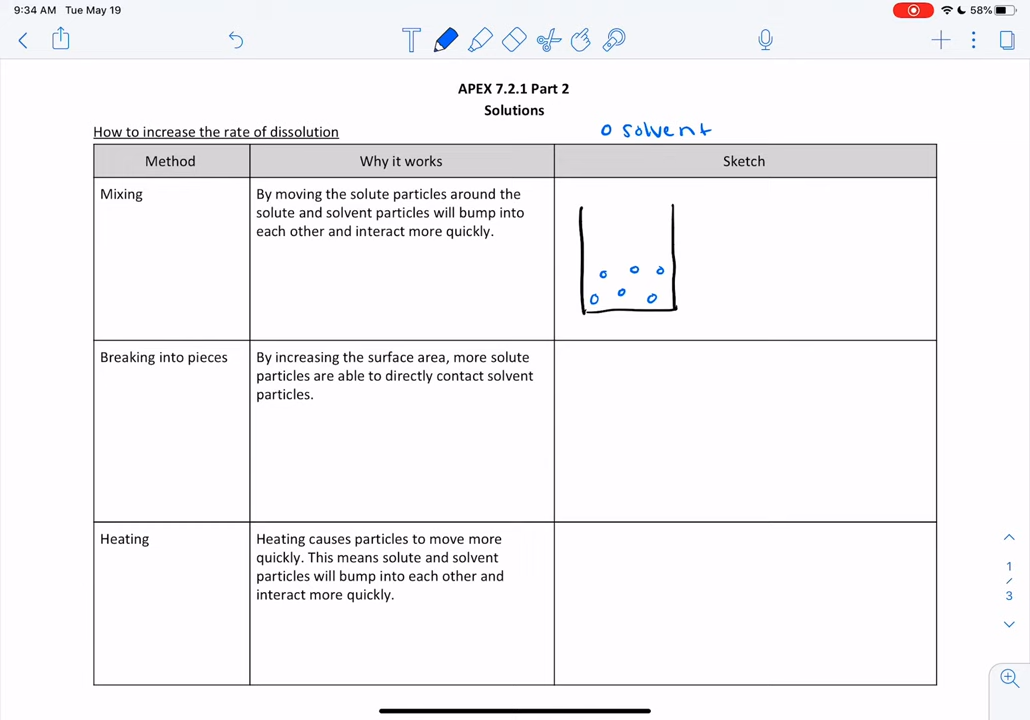 9:34 AM Tue May 19
58%
APEX 7.2.1 Part 2
Solutions
How to increase the rate of dissolution
o solvent
Method
Why it works
Sketch
Mixing
By moving the solute particles around the
solute and solvent particles will bump into
each other and interact more quickly.
Breaking into pieces
By increasing the surface area, more solute
particles are able to directly contact solvent
particles.
Heating
Heating causes particles to move more
quickly. This means solute and solvent
particles will bump into each other and
interact more quickly.
1
/
3